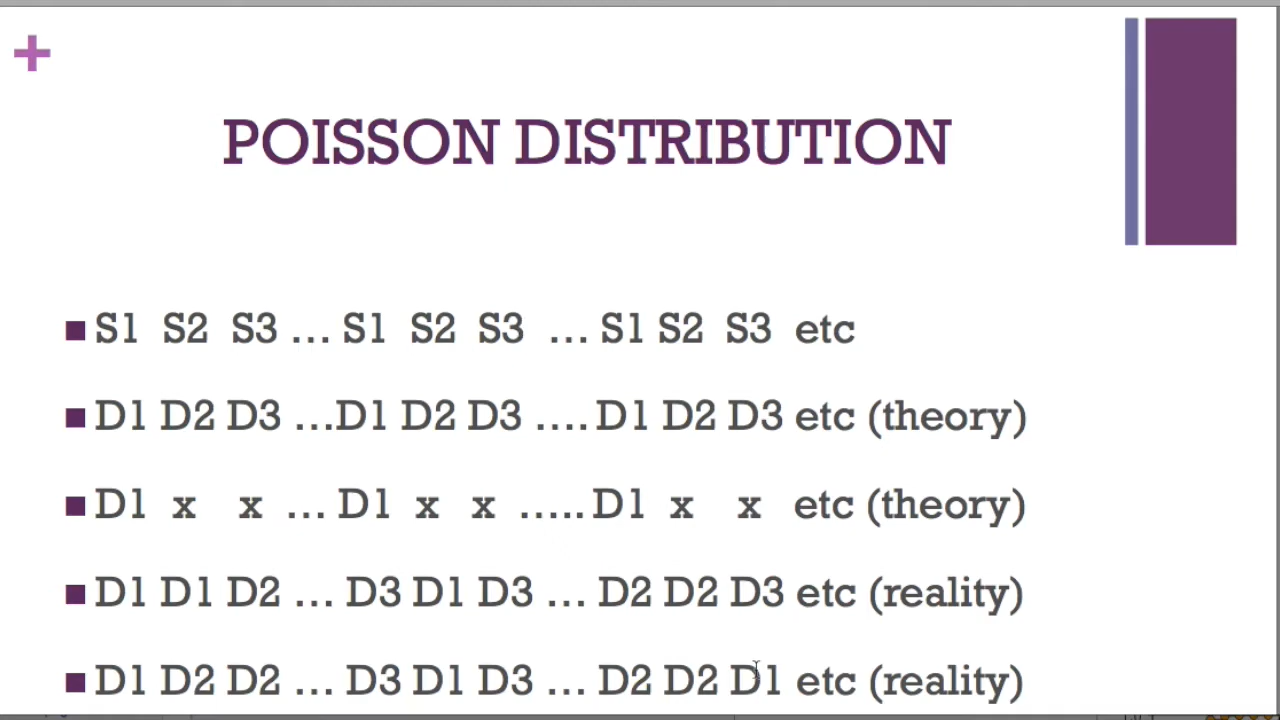 POISSON DISTRIBUTION
S1 S2 S3 ... S1 S2 S3 ... S1 S2 S3 etc
D1 D2 D3 ...D1 D2 D3 .... D1 D2 D3 etc (theory)
D1 x x ... D1 x x ..... D1 x x etc (theory)
D1 D1 D2 ... D3 D1 D3 ... D2 D2 D3 etc (reality)
D1 D2 D2 ... D3 D1 D3 ... D2 D2 D1 etc (reality)